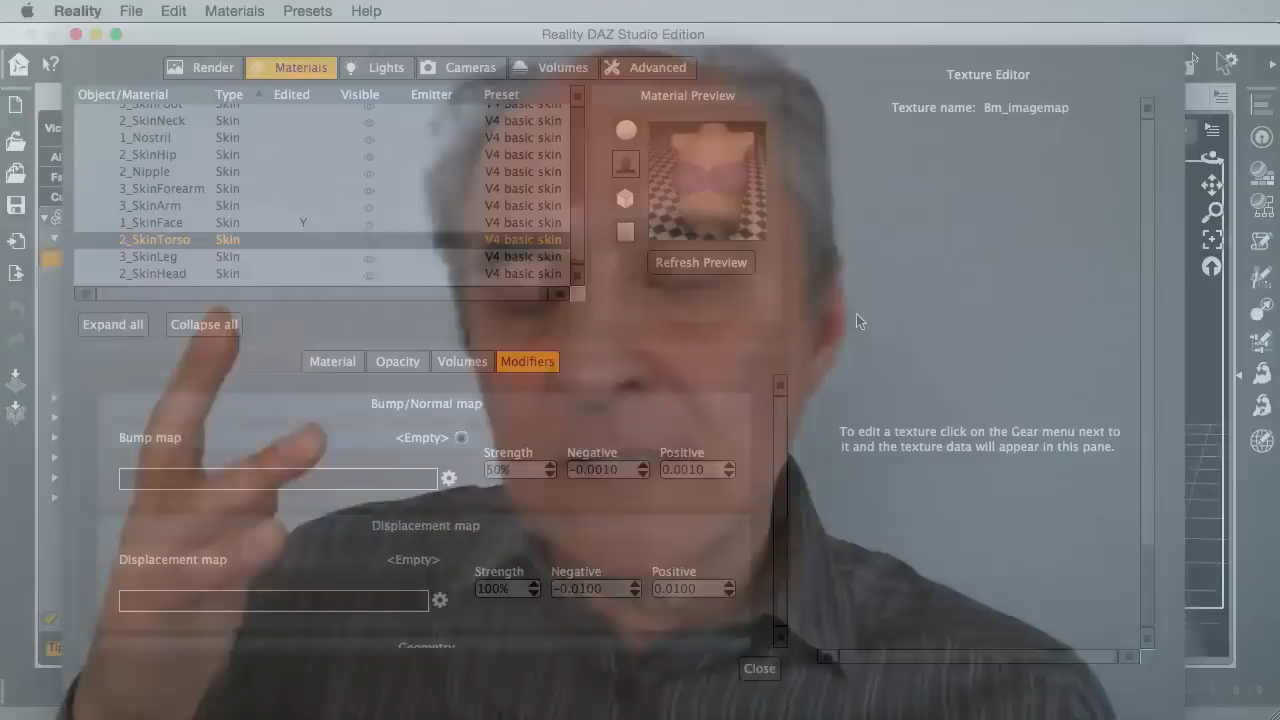 Reality File Edit Materials Presets Help
Reality DAZ Studio Edition
Render Materials Lights Cameras Volumes Advanced
Texture Editor
Object/Material Type Edited Visible Emitter Preset
Material Preview
Texture name: Bm_imagemap
3_SkinFoot Skin V4 basic skin
2_SkinNeck Skin V4 basic skin
1_Nostril Skin V4 basic skin
2_SkinHip Skin V4 basic skin
2_Nipple Skin V4 basic skin
3_SkinForearm Skin V4 basic skin
3_SkinArm Skin V4 basic skin
1_SkinFace Skin Y V4 basic skin
2_SkinTorso Skin V4 basic skin
3_SkinLeg Skin V4 basic skin
2_SkinHead Skin V4 basic skin
Refresh Preview
Expand all Collapse all
Material Opacity Volumes Modifiers
Bump/Normal map
Bump map <Empty>
Strength Negative Positive
50% -0.0010 0.0010
To edit a texture click on the Gear menu next to
it and the texture data will appear in this pane.
Displacement map
Displacement map <Empty>
Strength Negative Positive
100% -0.0100 0.0100
Geometry
Close